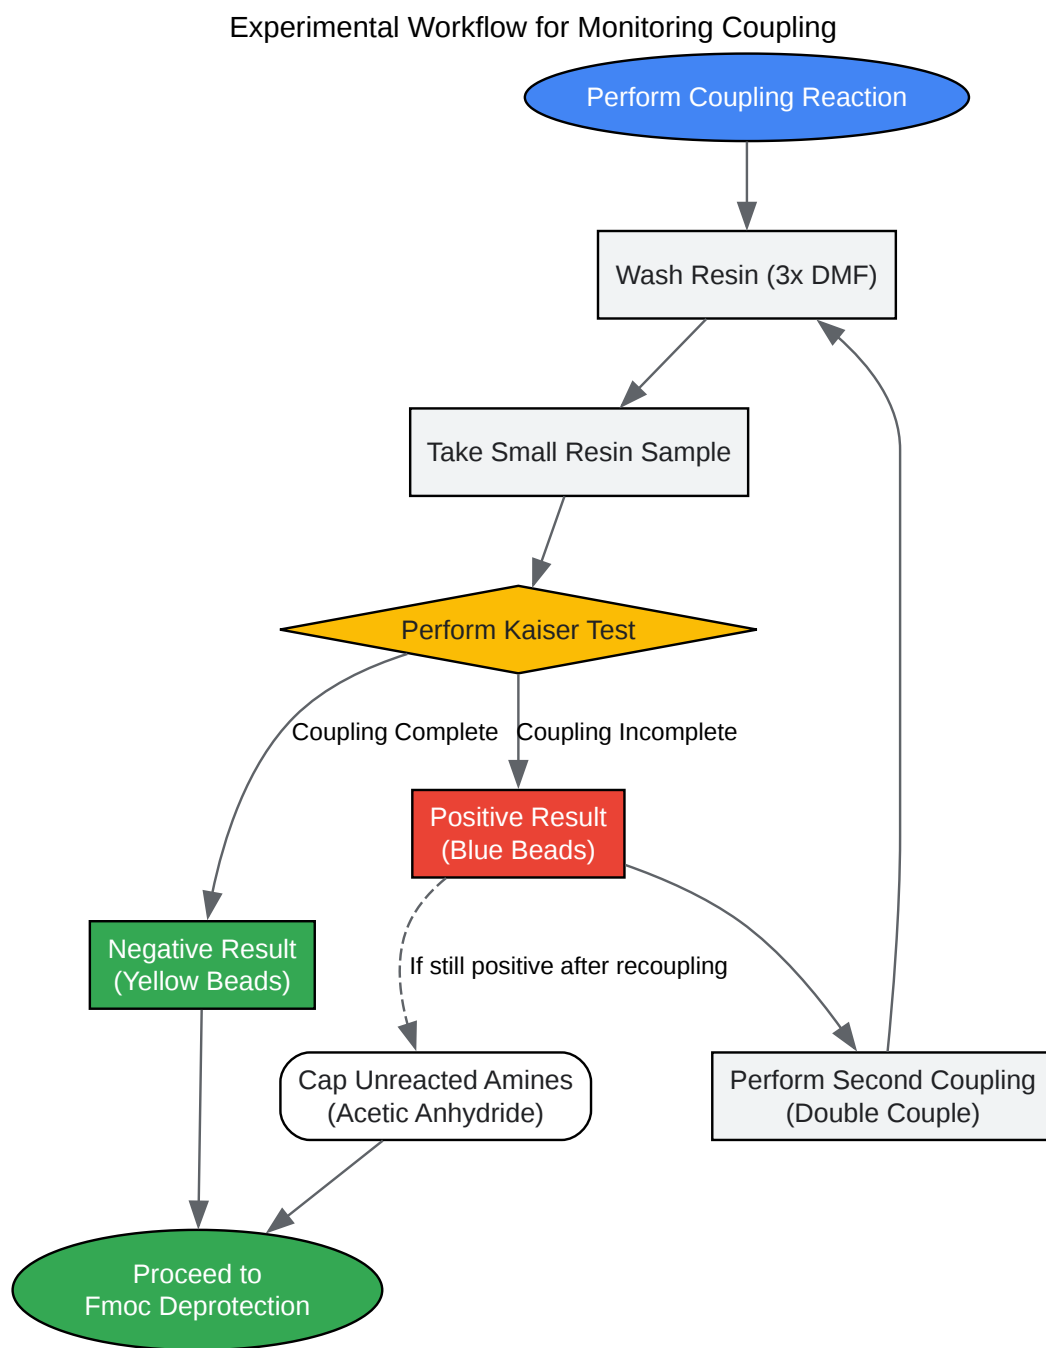 Experimental Workflow for Monitoring Coupling
Perform Coupling Reaction
Wash Resin (3x DMF)
Take Small Resin Sample
Perform Kaiser Test
Coupling Complete
Coupling Incomplete
Positive Result
(Blue Beads)
Negative Result
(Yellow Beads)
If still positive after recoupling
Cap Unreacted Amines
(Acetic Anhydride)
Perform Second Coupling
(Double Couple)
Proceed to
Fmoc Deprotection